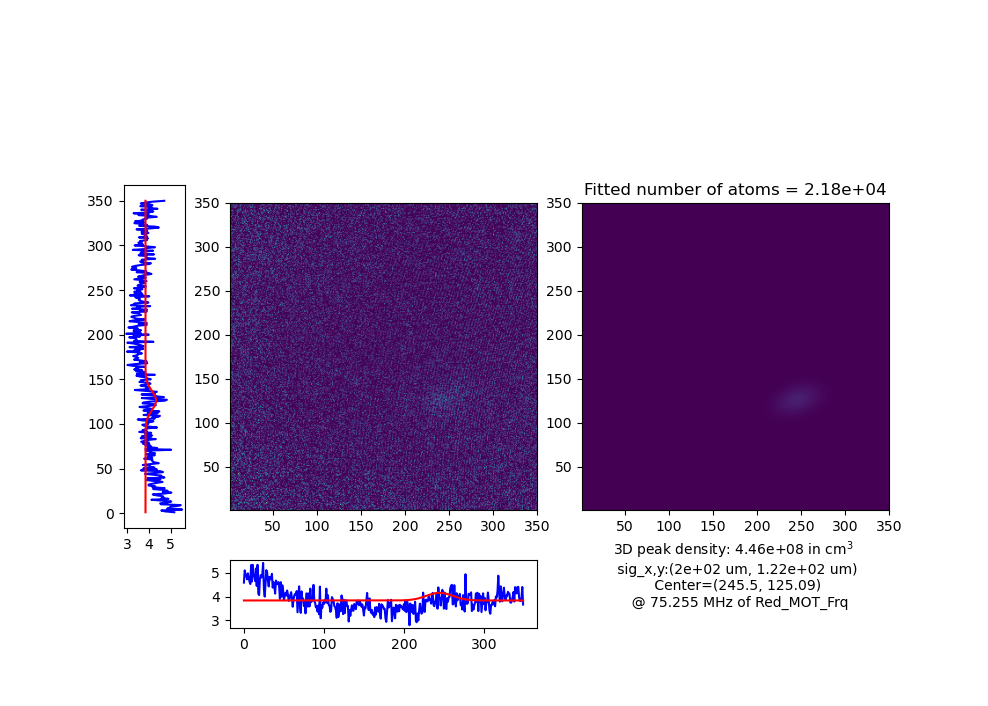 Fitted number of atoms = 2.18e+04
350
300
250
200
150
100
50
0
3 4 5
350
300
250
200
150
100
50
50 100 150 200 250 300 350
350
300
250
200
150
100
50
50 100 150 200 250 300 350
3D peak density: 4.46e+08 in cm³
sig_x,y:(2e+02 um, 1.22e+02 um)
Center=(245.5, 125.09)
@ 75.255 MHz of Red_MOT_Frq
5
4
3
0 100 200 300